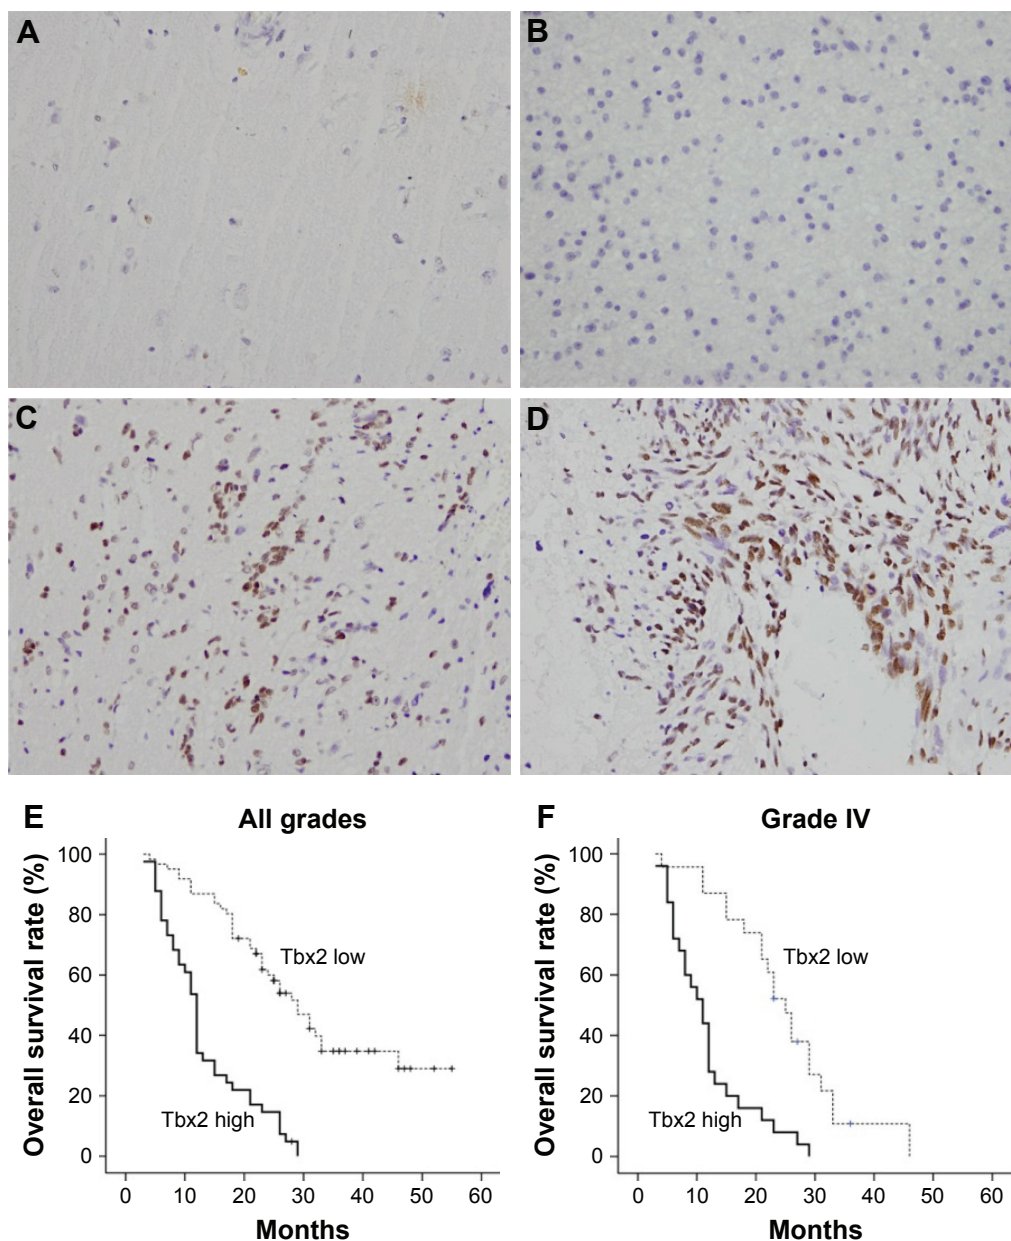 A
B
C
D
E
All grades
Overall survival rate (%)
100
80
60
40
20
0
Tbx2 low
Tbx2 high
0 10 20 30 40 50 60
Months
F
Grade IV
Overall survival rate (%)
100
80
60
40
20
0
Tbx2 low
Tbx2 high
0 10 20 30 40 50 60
Months